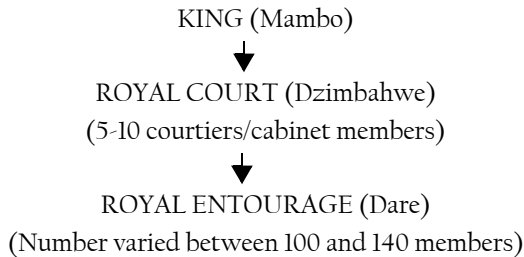 KING (Mambo)
ROYAL COURT (Dzimbahwe)
(5-10 courtiers/cabinet members)
ROYAL ENTOURAGE (Dare)
(Number varied between 100 and 140 members)